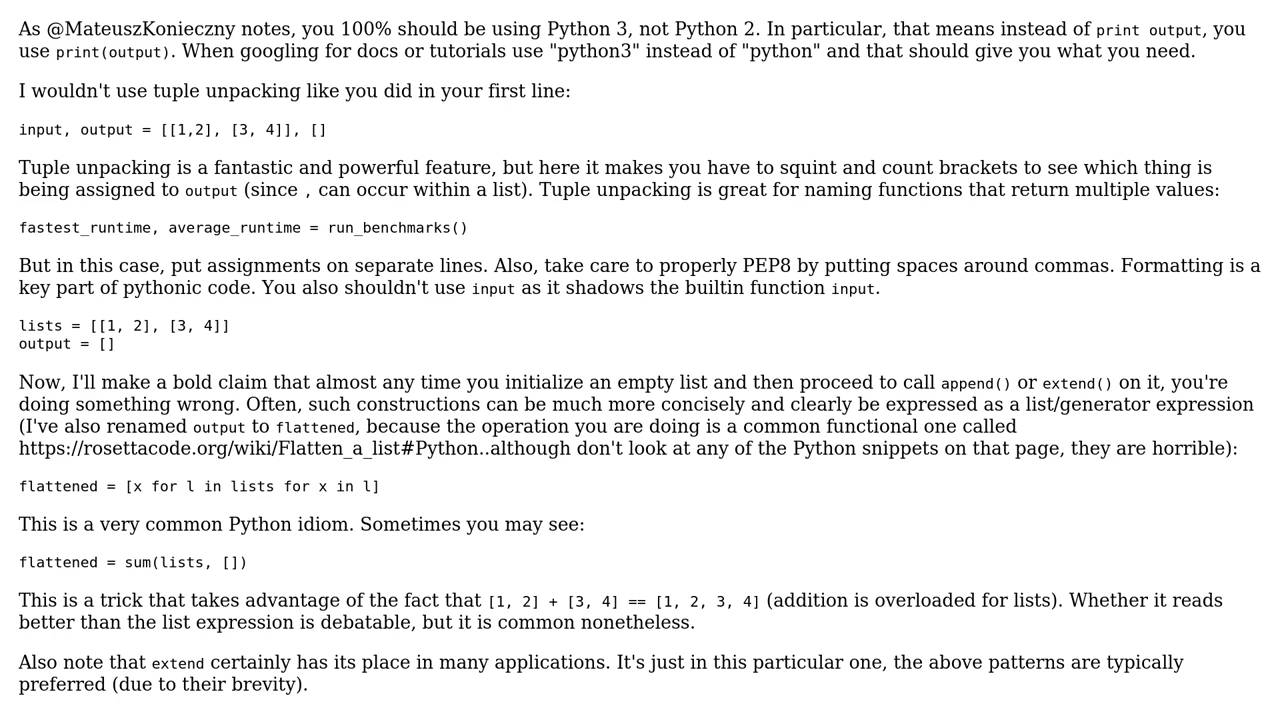 As @MateuszKonieczny notes, you 100% should be using Python 3, not Python 2. In particular, that means instead of print output, you
use print(output). When googling for docs or tutorials use "python3" instead of "python" and that should give you what you need.
I wouldn't use tuple unpacking like you did in your first line:
input, output = [[1,2], [3, 4]], []
Tuple unpacking is a fantastic and powerful feature, but here it makes you have to squint and count brackets to see which thing is
being assigned to output (since , can occur within a list). Tuple unpacking is great for naming functions that return multiple values:
fastest_runtime, average_runtime = run_benchmarks()
But in this case, put assignments on separate lines. Also, take care to properly PEP8 by putting spaces around commas. Formatting is a
key part of pythonic code. You also shouldn't use input as it shadows the builtin function input.
lists = [[1, 2], [3, 4]]
output = []
Now, I'll make a bold claim that almost any time you initialize an empty list and then proceed to call append() or extend() on it, you're
doing something wrong. Often, such constructions can be much more concisely and clearly be expressed as a list/generator expression
(I've also renamed output to flattened, because the operation you are doing is a common functional one called
https://rosettacode.org/wiki/Flatten_a_list#Python..although don't look at any of the Python snippets on that page, they are horrible):
flattened = [x for l in lists for x in l]
This is a very common Python idiom. Sometimes you may see:
flattened = sum(lists, [])
This is a trick that takes advantage of the fact that [1, 2] + [3, 4] == [1, 2, 3, 4] (addition is overloaded for lists). Whether it reads
better than the list expression is debatable, but it is common nonetheless.
Also note that extend certainly has its place in many applications. It's just in this particular one, the above patterns are typically
preferred (due to their brevity).